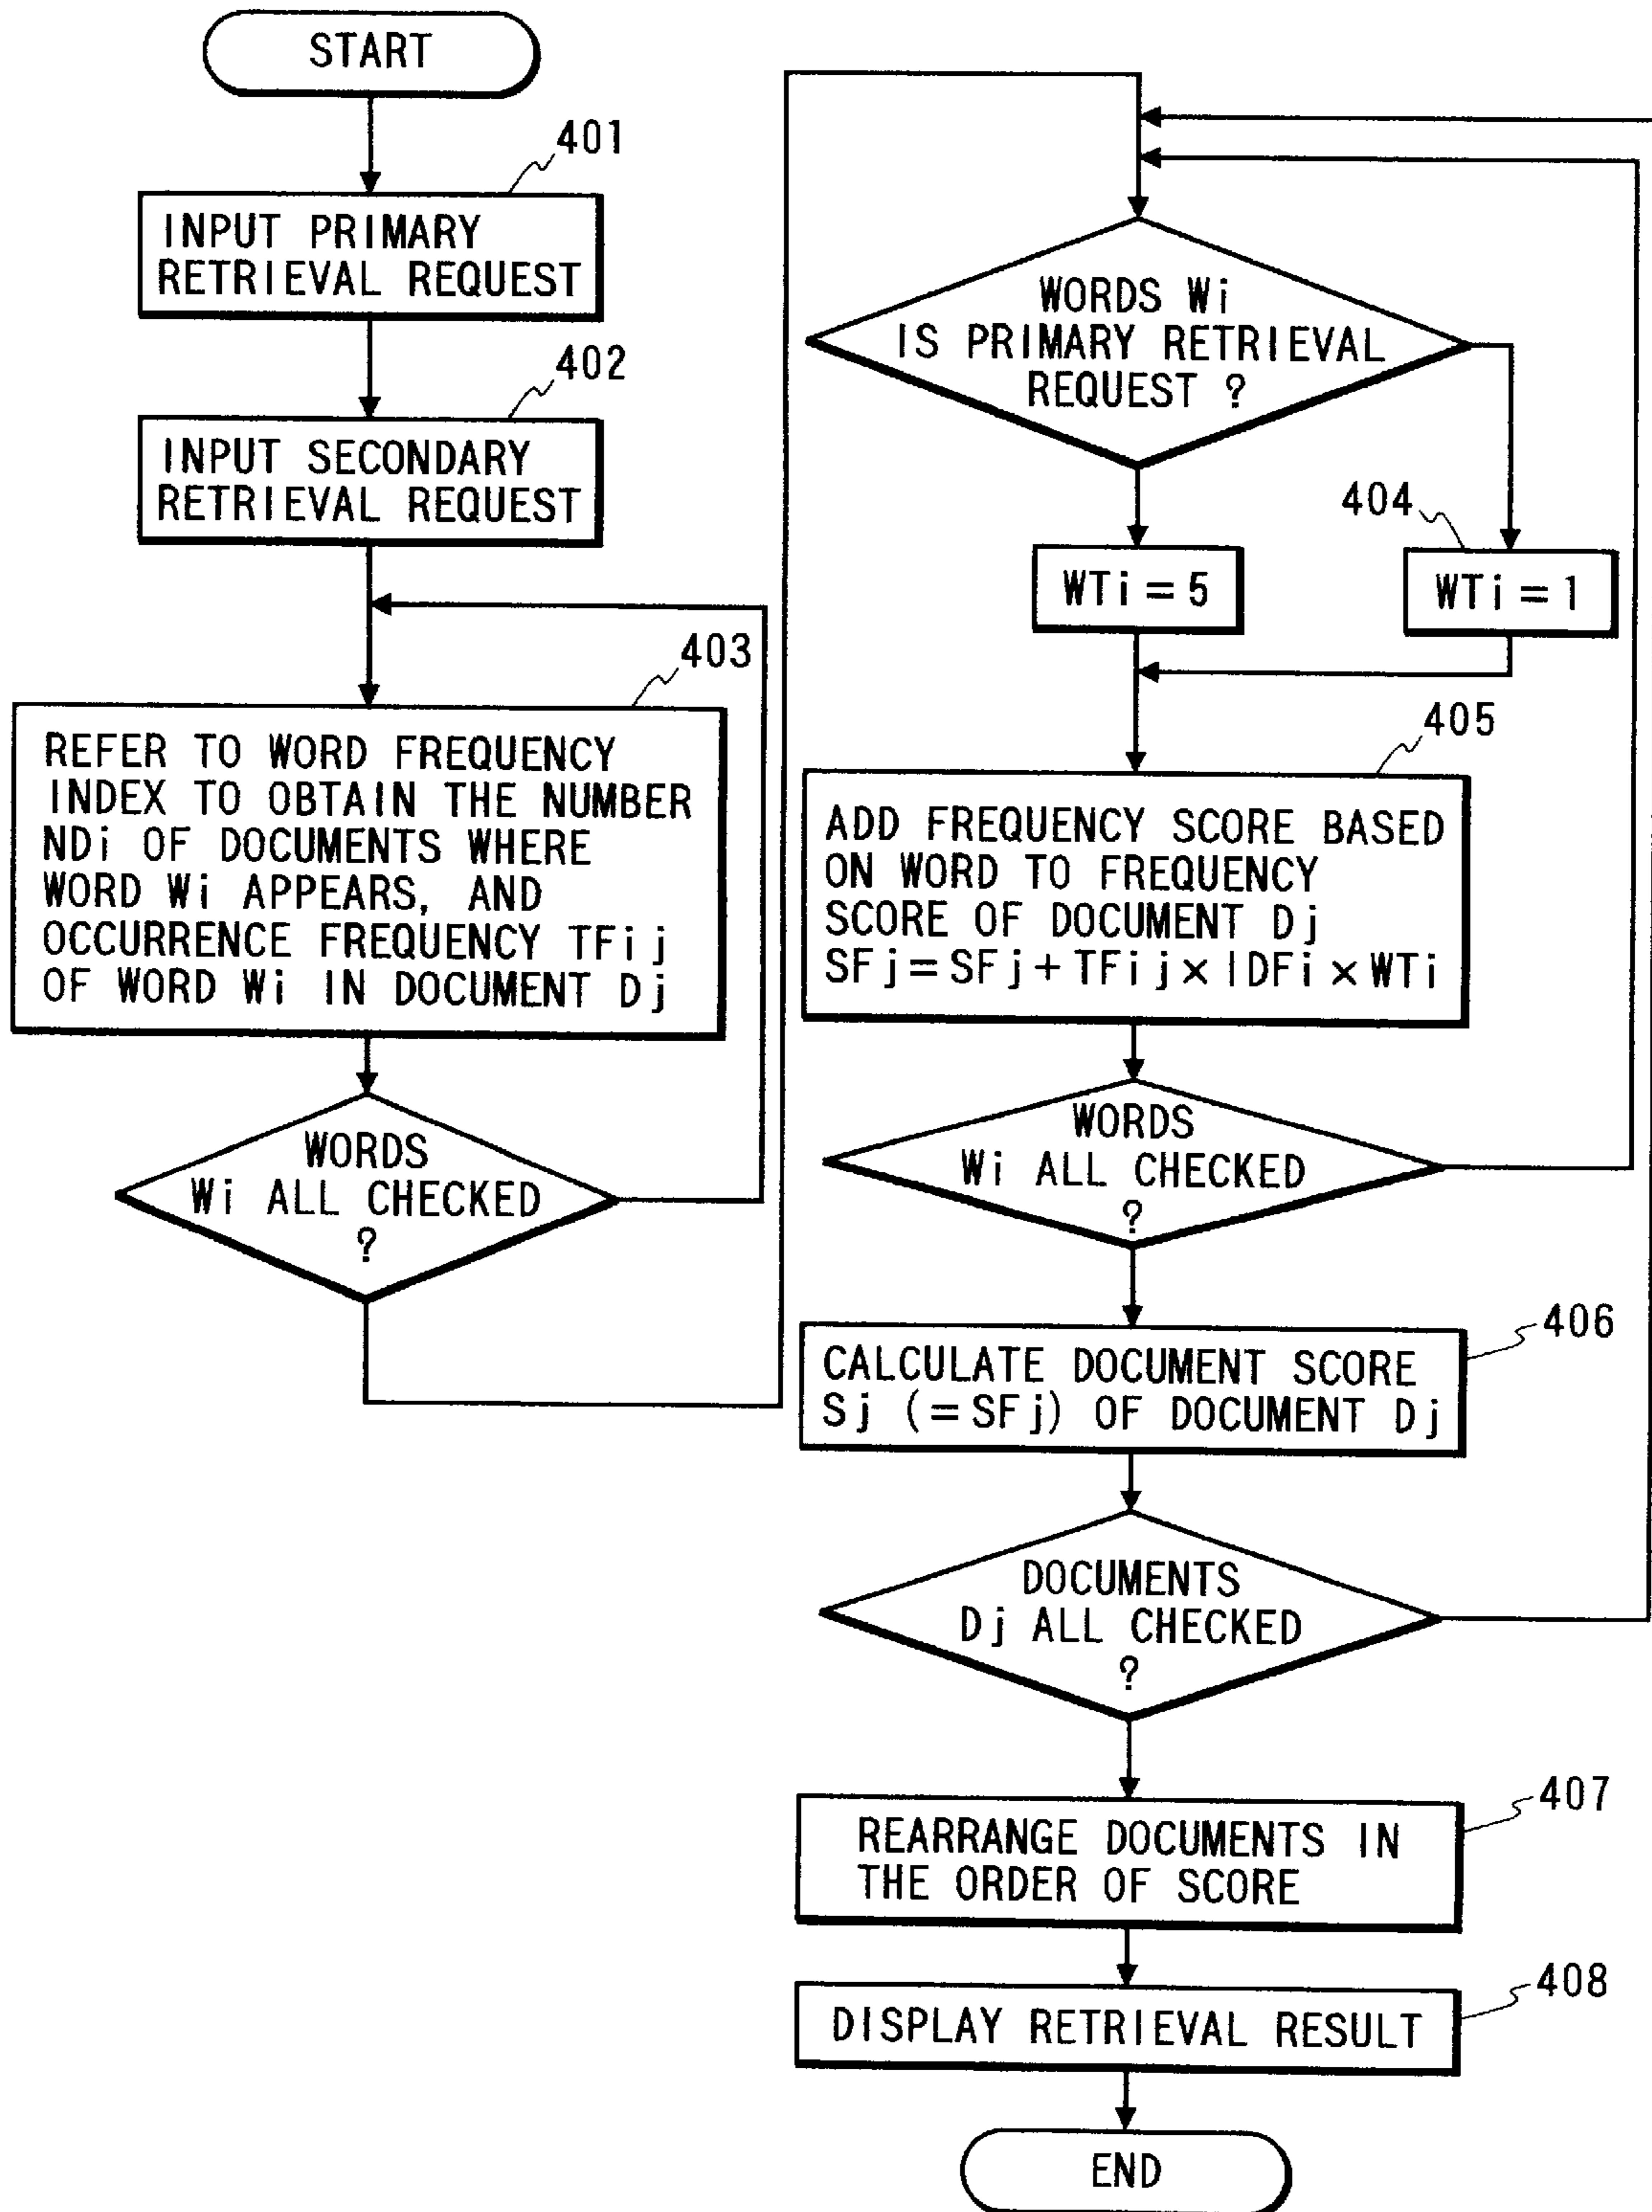 START
401
INPUT PRIMARY
RETRIEVAL REQUEST
402
INPUT SECONDARY
RETRIEVAL REQUEST
403
REFER TO WORD FREQUENCY
INDEX TO OBTAIN THE NUMBER
NDi OF DOCUMENTS WHERE
WORD Wi APPEARS, AND
OCCURRENCE FREQUENCY TFij
OF WORD Wi IN DOCUMENT Dj
WORDS
Wi ALL CHECKED
?
WORDS Wi
IS PRIMARY RETRIEVAL
REQUEST ?
404
WTi = 5
WTi = 1
405
ADD FREQUENCY SCORE BASED
ON WORD TO FREQUENCY
SCORE OF DOCUMENT Dj
SFj=SFj+TFij×IDFi×WTi
WORDS
Wi ALL CHECKED
?
406
CALCULATE DOCUMENT SCORE
Sj (=SFj) OF DOCUMENT Dj
DOCUMENTS
Dj ALL CHECKED
?
407
REARRANGE DOCUMENTS IN
THE ORDER OF SCORE
408
DISPLAY RETRIEVAL RESULT
END